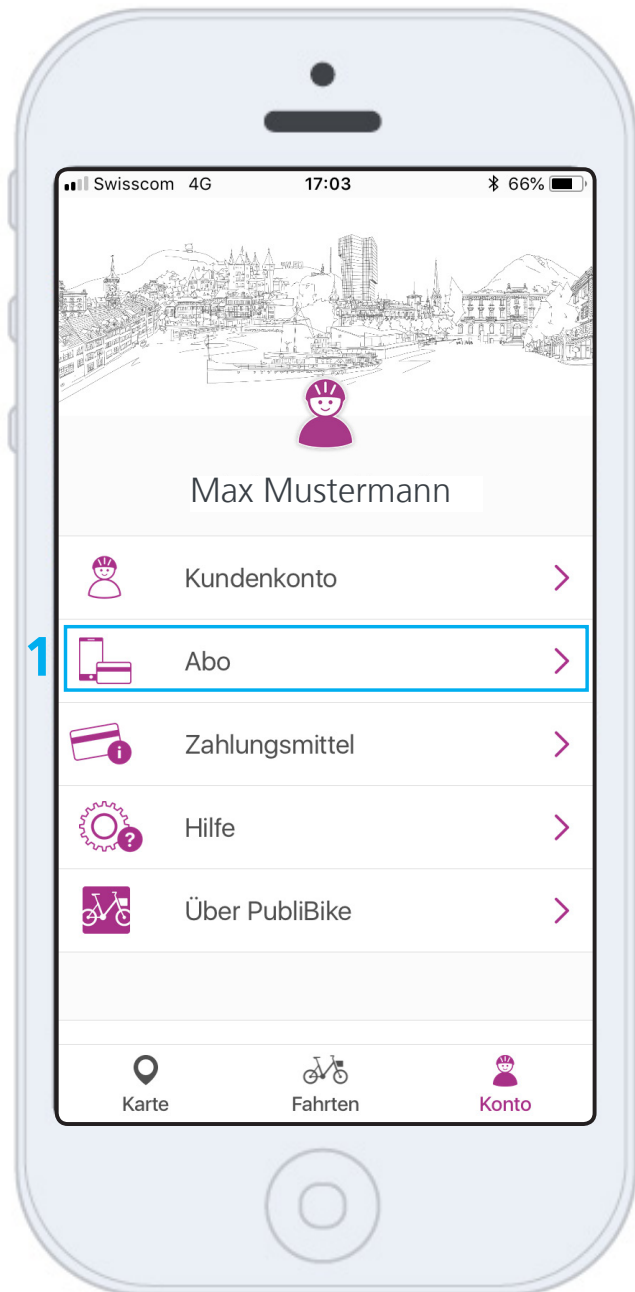 Swisscom 4G 17:03 66%
Max Mustermann
Kundenkonto
1 Abo
Zahlungsmittel
i
Hilfe
?
Über PubliBike
Karte Fahrten Konto